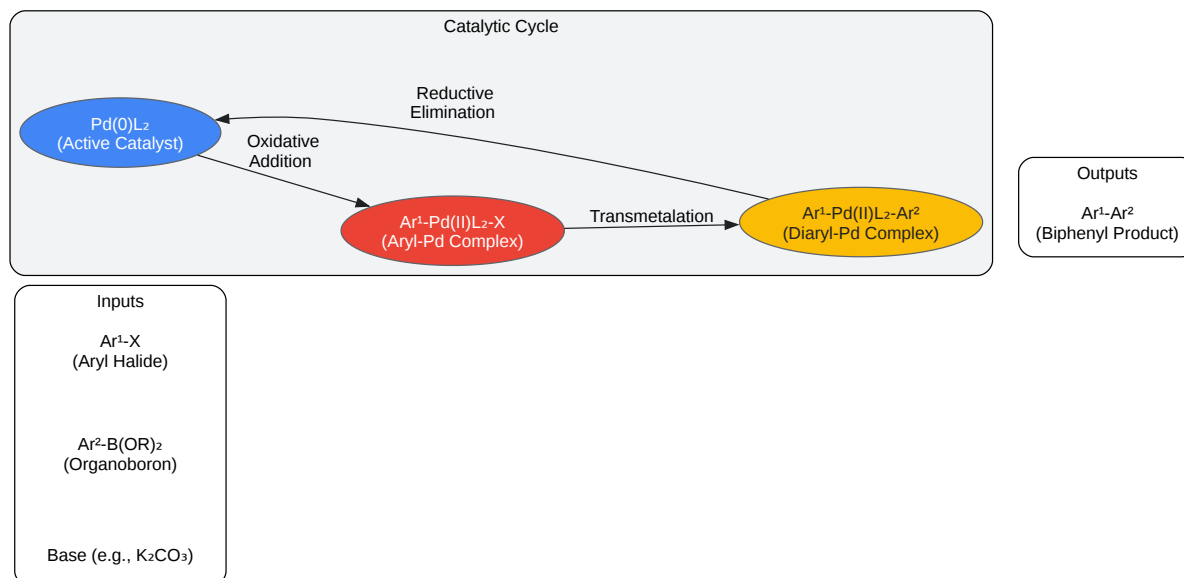 Catalytic Cycle
Pd(0)L₂
(Active Catalyst)
Oxidative
Addition
Reductive
Elimination
Ar¹-Pd(II)L₂-X
(Aryl-Pd Complex)
Transmetalation
Ar¹-Pd(II)L₂-Ar²
(Diaryl-Pd Complex)
Outputs
Ar¹-Ar²
(Biphenyl Product)
Inputs
Ar¹-X
(Aryl Halide)
Ar²-B(OR)₂
(Organoboron)
Base (e.g., K₂CO₃)